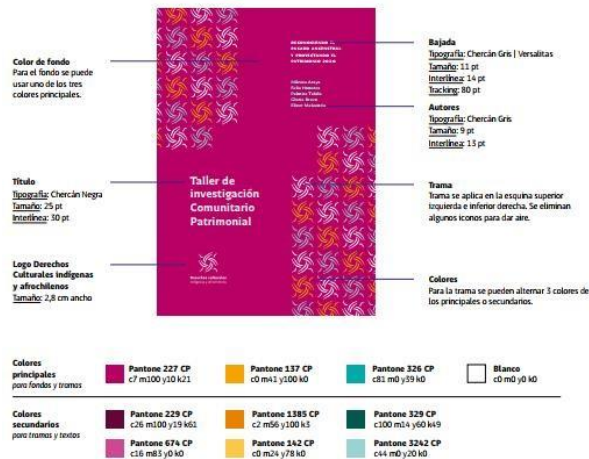 Color de fondo
Para el fondo se puede
usar uno de los tres
colores principales.
Título
Tipografía: Chercán Negra
Tamaño: 25 pt
Interlínea: 30 pt
Logo Derechos
Culturales indígenas
y afrochilenos
Tamaño: 2,8 cm ancho
Taller de
investigación
Comunitario
Patrimonial
Bajada
Tipografía: Chercán Gris | Versalitas
Tamaño: 11 pt
Interlínea: 14 pt
Tracking: 80 pt
Autores
Tipografía: Chercán Gris
Tamaño: 9 pt
Interlínea: 13 pt
Trama
Trama se aplica en la esquina superior
izquierda e inferior derecha. Se eliminan
algunos iconos para dar aire.
Colores
Para la trama se pueden alternar 3 colores de
los principales o secundarios.
Colores
principales
para fondos y tramas
Pantone 227 CP
c7 m100 y10 k21
Pantone 137 CP
c0 m41 y100 k0
Pantone 326 CP
c81 m0 y39 k0
Blanco
c0 m0 y0 k0
Colores
secundarios
para tramas y textos
Pantone 229 CP
c26 m100 y19 k61
Pantone 1385 CP
c2 m56 y100 k3
Pantone 329 CP
c100 m14 y60 k49
Pantone 674 CP
c16 m83 y0 k0
Pantone 142 CP
c0 m24 y78 k0
Pantone 3242 CP
c44 m0 y20 k0